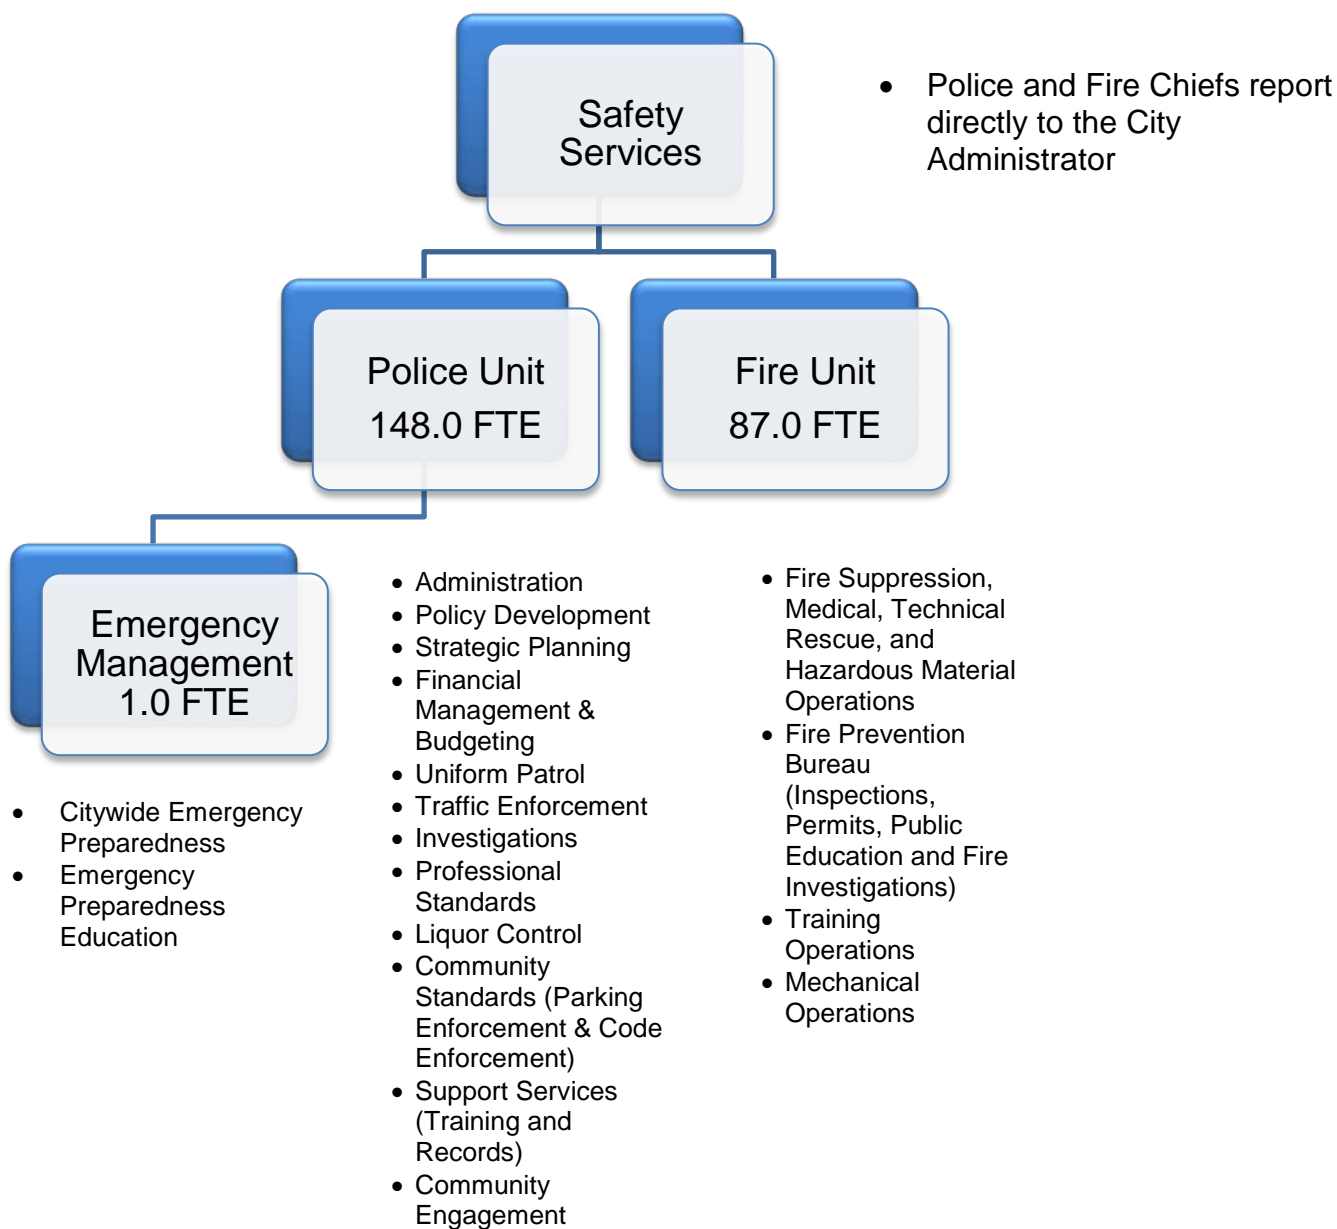 Safety
Services
• Police and Fire Chiefs report
directly to the City
Administrator
Police Unit
148.0 FTE
Fire Unit
87.0 FTE
Emergency
Management
1.0 FTE
• Citywide Emergency
Preparedness
• Emergency
Preparedness
Education
• Administration
• Policy Development
• Strategic Planning
• Financial
Management &
Budgeting
• Uniform Patrol
• Traffic Enforcement
• Investigations
• Professional
Standards
• Liquor Control
• Community
Standards (Parking
Enforcement & Code
Enforcement)
• Support Services
(Training and
Records)
• Community
Engagement
• Fire Suppression,
Medical, Technical
Rescue, and
Hazardous Material
Operations
• Fire Prevention
Bureau
(Inspections,
Permits, Public
Education and Fire
Investigations)
• Training
Operations
• Mechanical
Operations